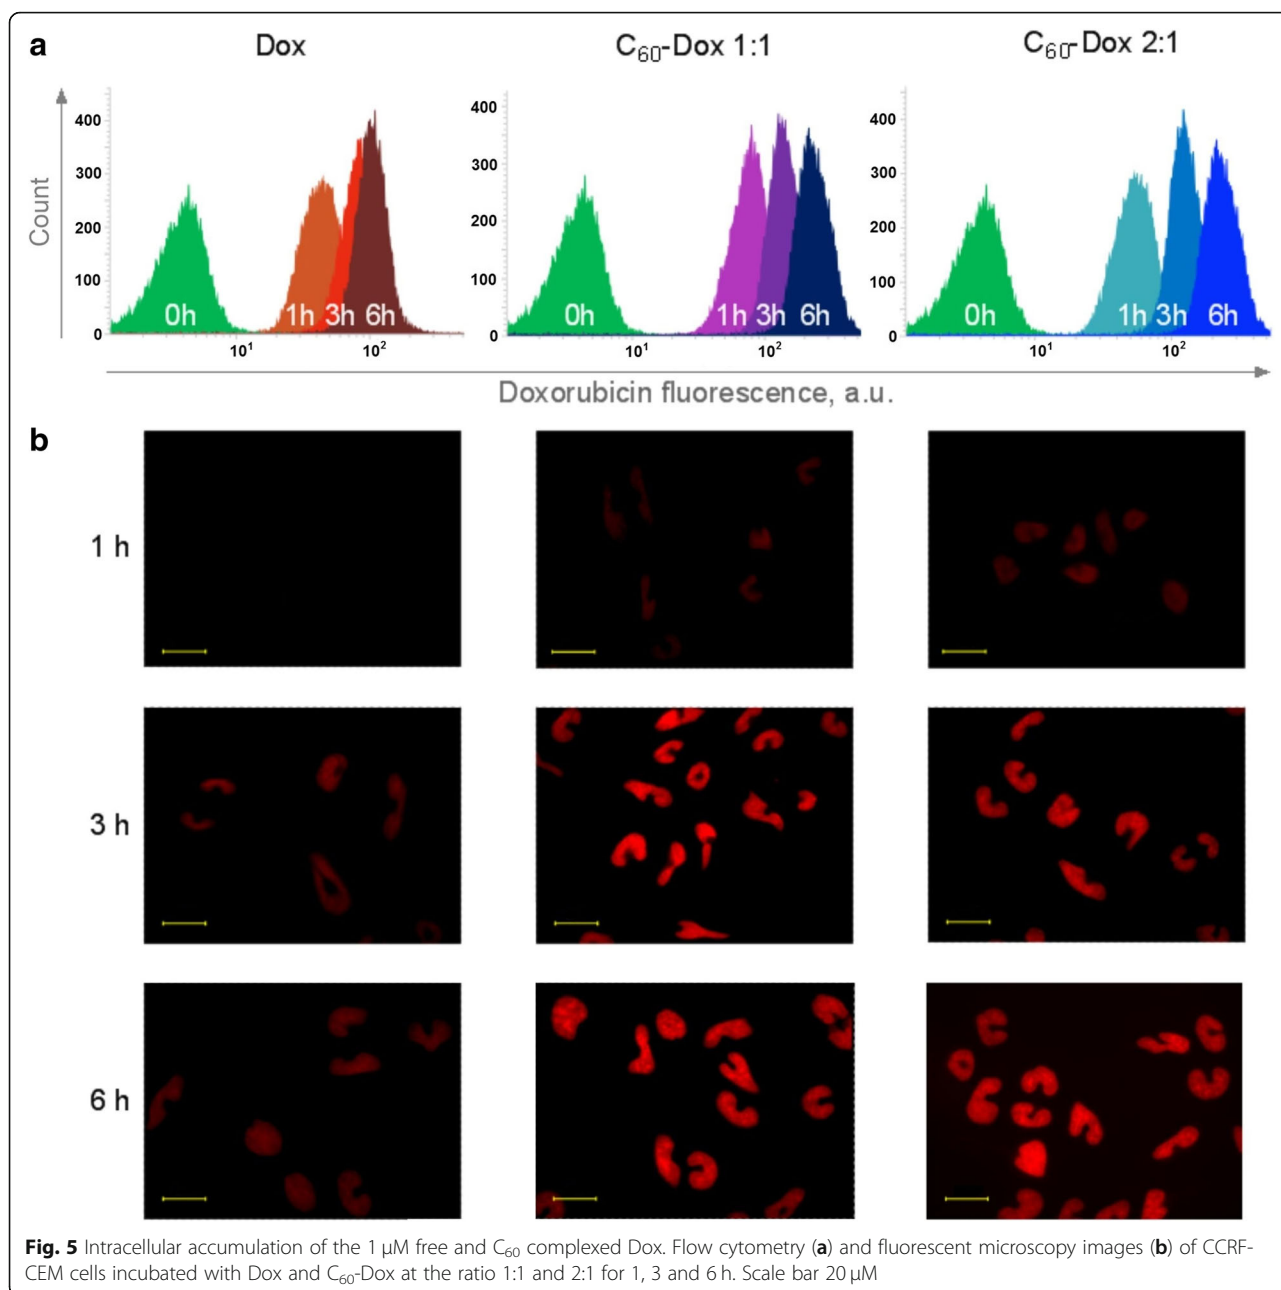 a
Dox
C₆₀-Dox 1:1
C₆₀-Dox 2:1
Count
400
300
200
100
0
0h
1h
3h
6h
10¹
10²
400
300
200
100
0
0h
1h
3h
6h
10¹
10²
400
300
200
100
0
0h
1h
3h
6h
10¹
10²
Doxorubicin fluorescence, a.u.
b
1 h
3 h
6 h
Fig. 5 Intracellular accumulation of the 1 μM free and C₆₀ complexed Dox. Flow cytometry (a) and fluorescent microscopy images (b) of CCRF-
CEM cells incubated with Dox and C₆₀-Dox at the ratio 1:1 and 2:1 for 1, 3 and 6 h. Scale bar 20 μM